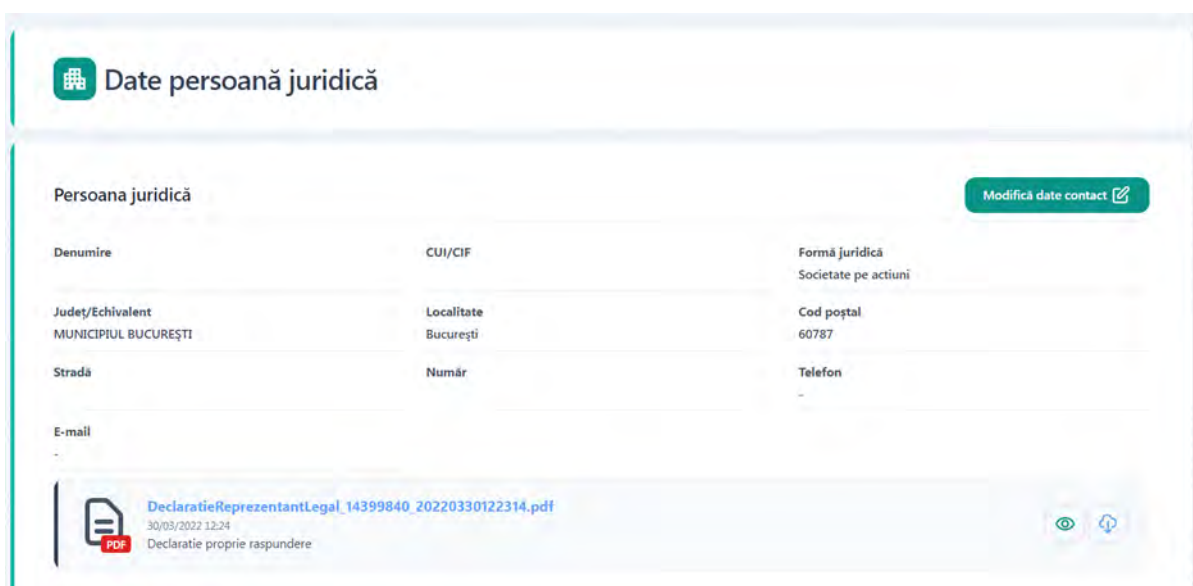 Date persoană juridică
Persoana juridică
Modifică date contact
Denumire
CUI/CIF
Formă juridică
Societate pe actiuni
Județ/Echivalent
MUNICIPIUL BUCUREȘTI
Localitate
București
Cod poștal
60787
Stradă
Număr
Telefon
-
E-mail
-
DeclaratieReprezentantLegal_14399840_20220330122314.pdf
30/03/2022 12:24
Declaratie proprie raspundere
PDF